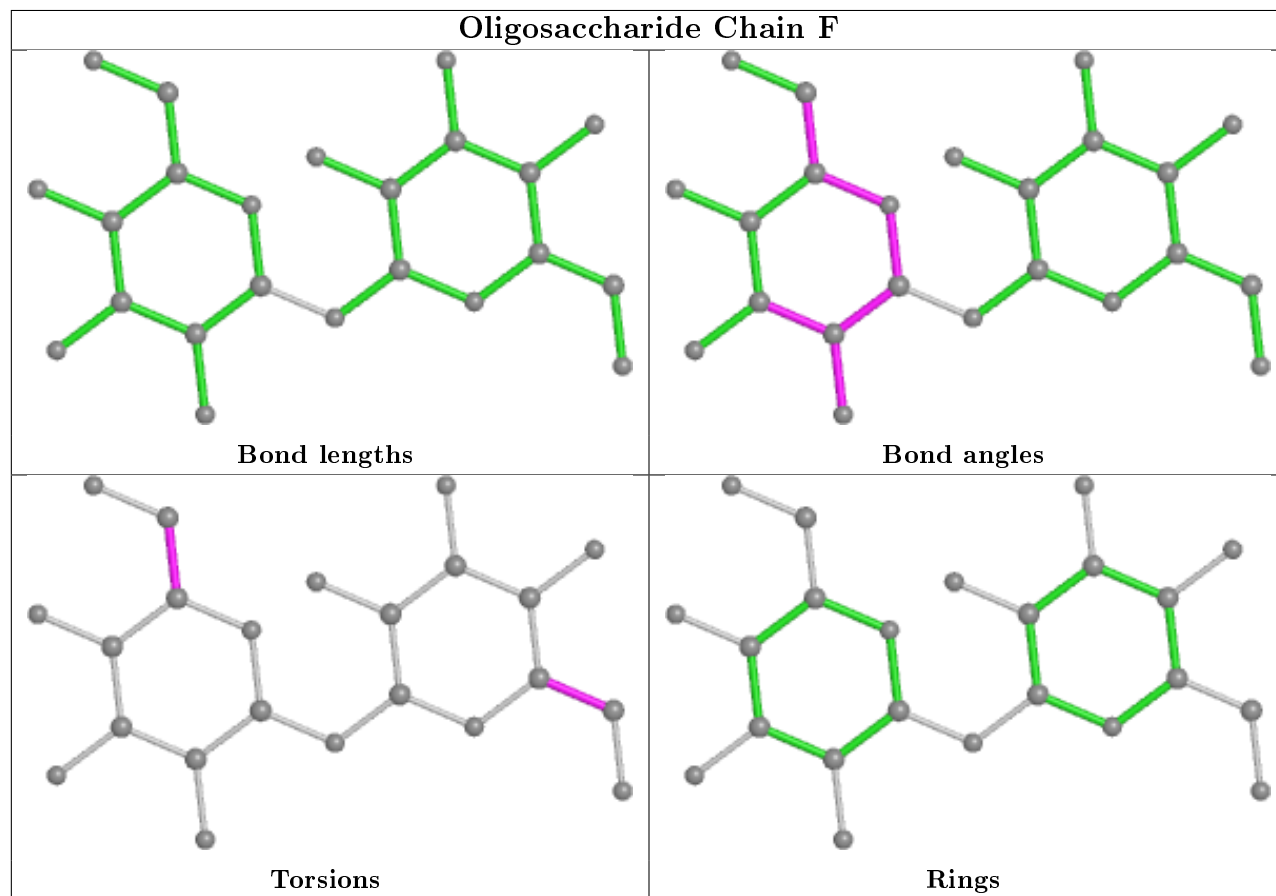 Oligosaccharide Chain F
Bond lengths
Bond angles
Torsions
Rings